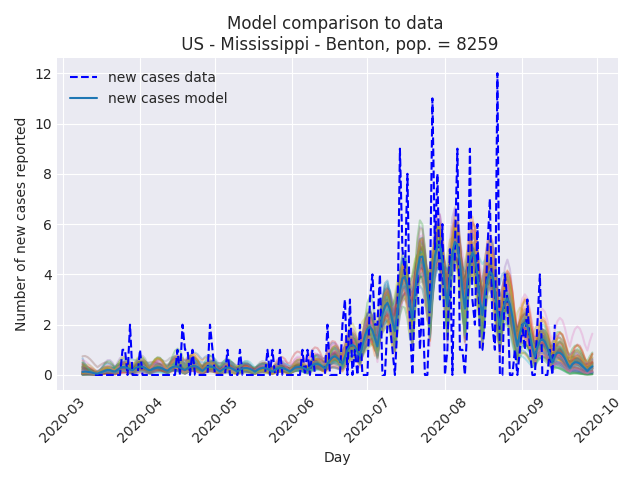 Model comparison to data
US - Mississippi - Benton, pop. = 8259
new cases data
new cases model
Number of new cases reported
12
10
8
6
4
2
0
2020-03
2020-04
2020-05
2020-06
2020-07
2020-08
2020-09
2020-10
Day